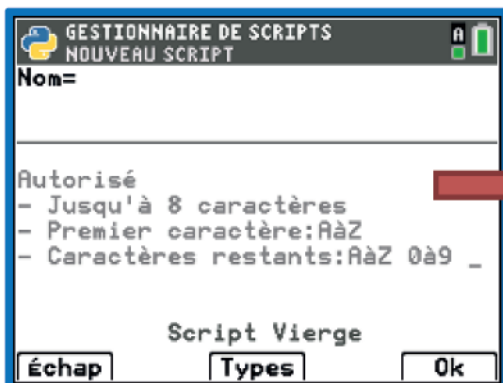 GESTIONNAIRE DE SCRIPTS
NOUVEAU SCRIPT
A
Nom=
Autorisé
- Jusqu'à 8 caractères
- Premier caractère:AàZ
- Caractères restants:AàZ 0à9 _
Script Vierge
Échap Types Ok